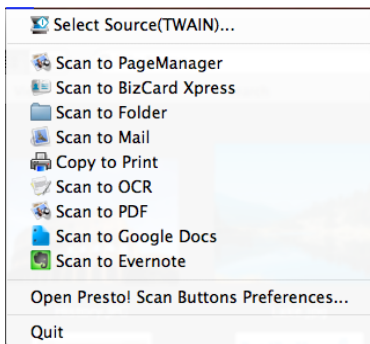 Select Source(TWAIN)...
Scan to PageManager
Scan to BizCard Xpress
Scan to Folder
Scan to Mail
Copy to Print
Scan to OCR
Scan to PDF
Scan to Google Docs
Scan to Evernote
Open Presto! Scan Buttons Preferences...
Quit